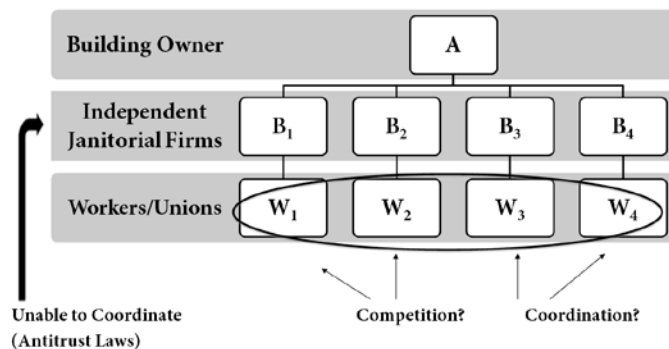 Building Owner
A
Independent
Janitorial Firms
B1
B2
B3
B4
Workers/Unions
W1
W2
W3
W4
Unable to Coordinate
(Antitrust Laws)
Competition?
Coordination?